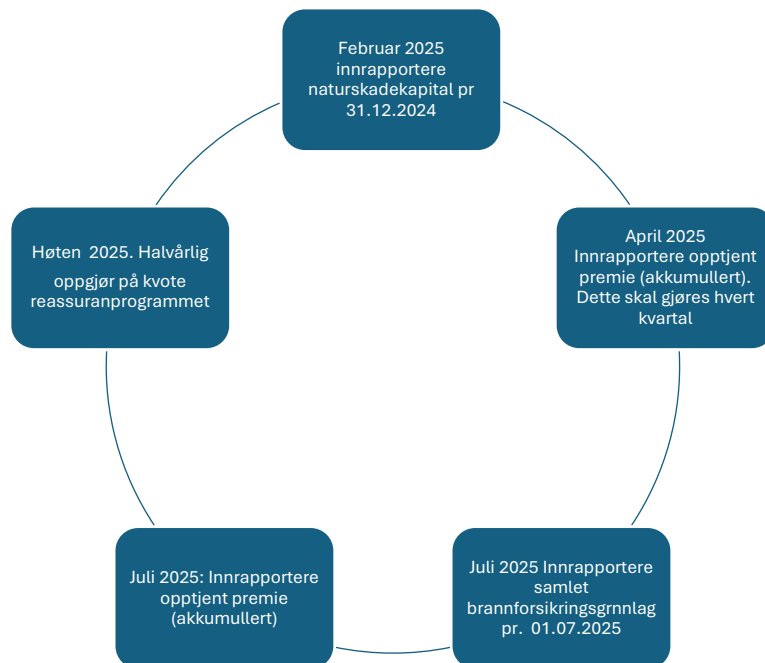 Februar 2025
innrapportere
naturskadekapital pr
31.12.2024
April 2025
Innrapportere opptjent
premie (akkumullert).
Dette skal gjøres hvert
kvartal
Juli 2025 Innrapportere
samlet
brannforsikringsgrnnlag
pr. 01.07.2025
Juli 2025: Innrapportere
opptjent premie
(akkumullert)
Høten 2025. Halvårlig
oppgjør på kvote
reassuranprogrammet